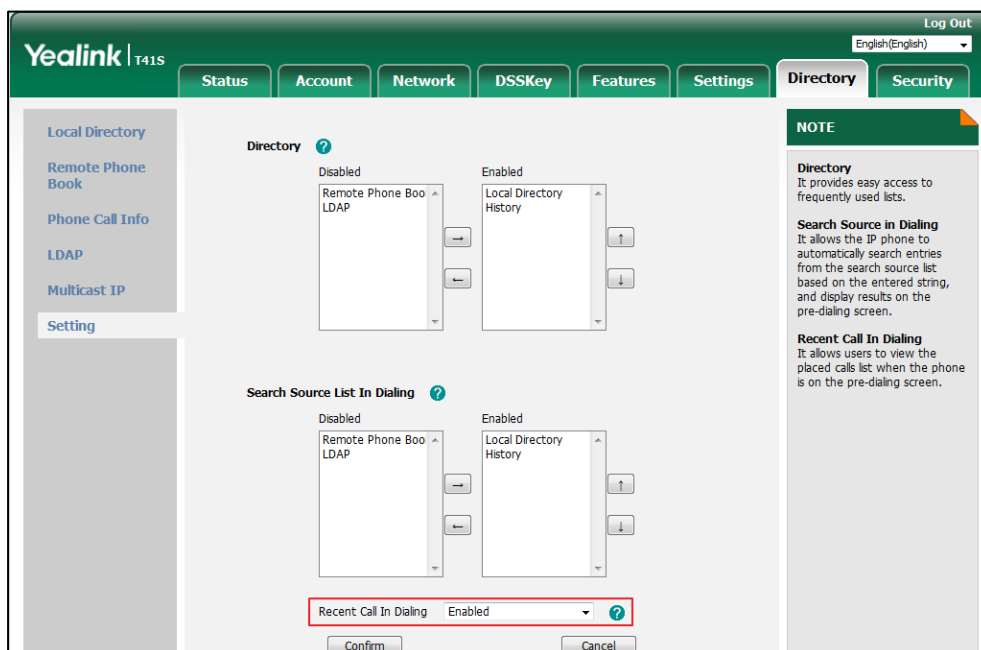 Log Out
English(English)
Yealink T41S
Status Account Network DSSKey Features Settings Directory Security
Local Directory
Remote Phone
Book
Phone Call Info
LDAP
Multicast IP
Setting
Directory ?
Disabled Enabled
Remote Phone Boo Local Directory
LDAP History
→ ↑
← ↓
Search Source List In Dialing ?
Disabled Enabled
Remote Phone Boo Local Directory
LDAP History
→ ↑
← ↓
Recent Call In Dialing Enabled ?
Confirm Cancel
NOTE
Directory
It provides easy access to
frequently used lists.
Search Source in Dialing
It allows the IP phone to
automatically search entries
from the search source list
based on the entered string,
and display results on the
pre-dialing screen.
Recent Call In Dialing
It allows users to view the
placed calls list when the phone
is on the pre-dialing screen.